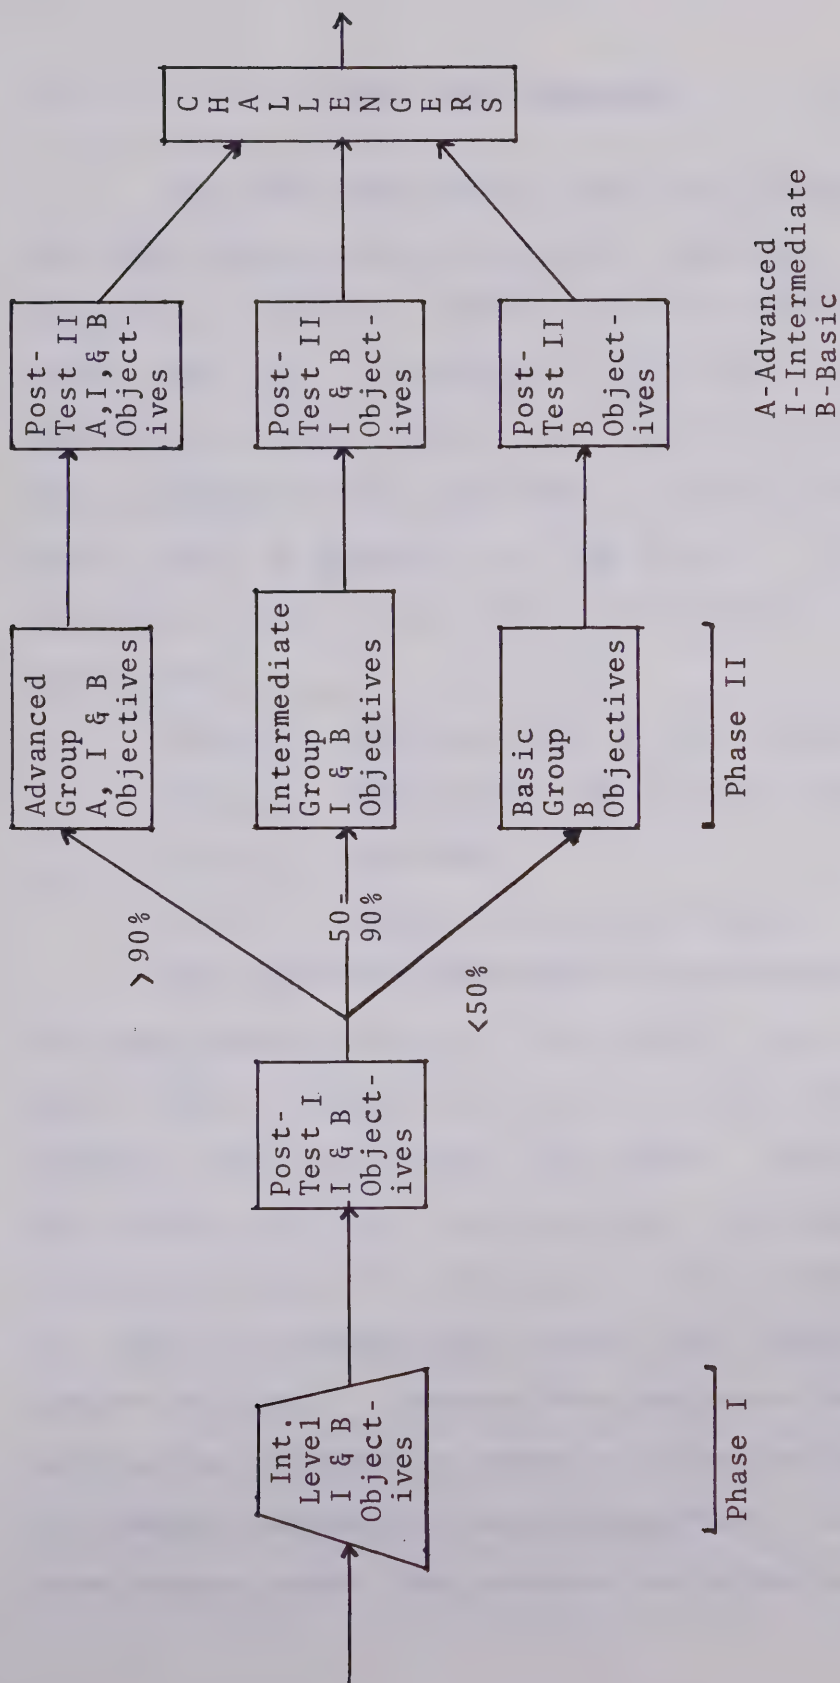 Int.
Level
I & B
Object-
ives
Phase I
Post-
Test I
I & B
Object-
ives
>90%
50-
90%
<50%
Advanced
Group
A, I & B
Objectives
Intermediate
Group
I & B
Objectives
Basic
Group
B
Objectives
Phase II
Post-
Test II
A,I,& B
Object-
ives
Post-
Test II
I & B
Object-
ives
Post-
Test II
B
Object-
ives
C
H
A
L
L
E
N
G
E
R
S
A-Advanced
I-Intermediate
B-Basic